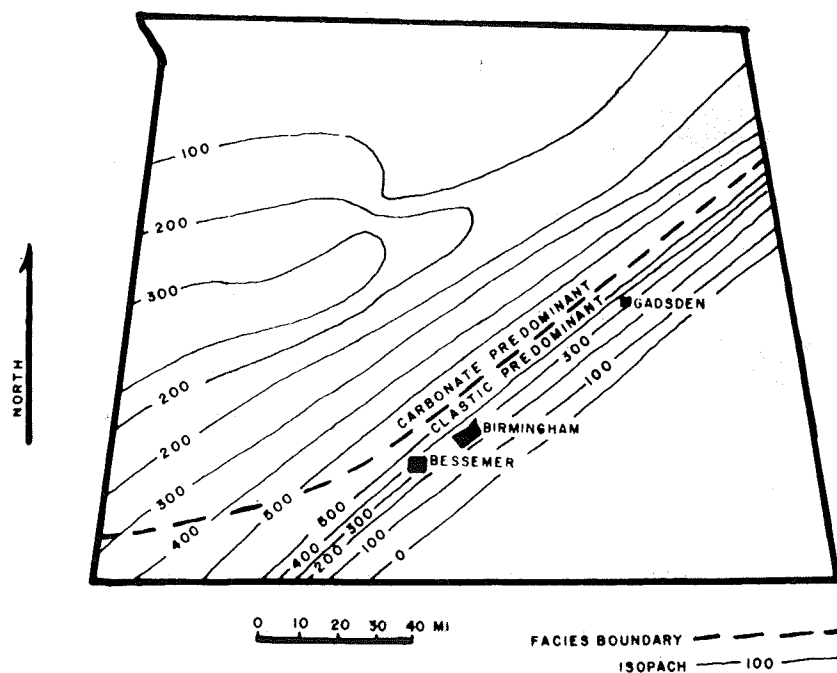 100
200
300
200
200
300
400
500
500
400
300
200
100
0
300
100
CARBONATE PREDOMINANT
CLASTIC PREDOMINANT
GADSDEN
BIRMINGHAM
BESSEMER
NORTH
0 10 20 30 40 MI
FACIES BOUNDARY
ISOPACH 100